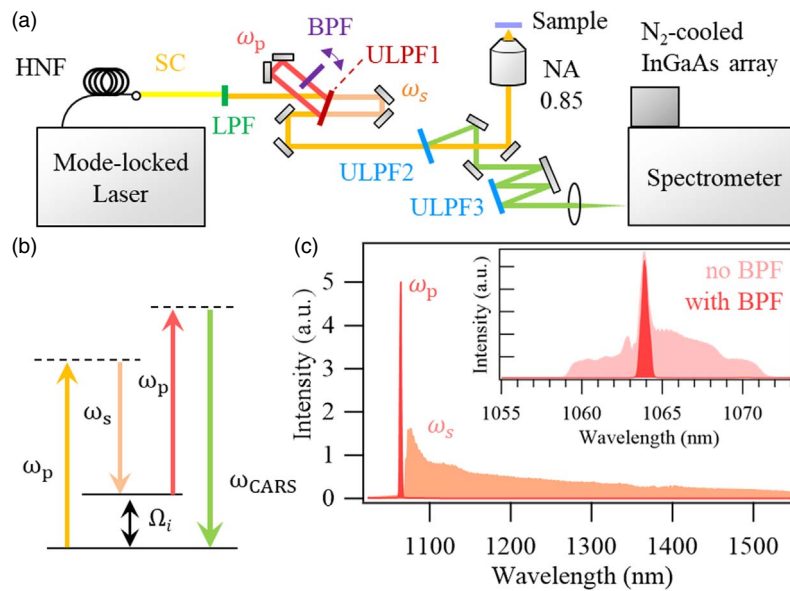 (a)
HNF
SC
LPF
Mode-locked
Laser
ωp
BPF
ULPF1
ωs
ULPF2
ULPF3
Sample
NA
0.85
N2-cooled
InGaAs array
Spectrometer
(b)
ωp
ωs
ωp
ωCARS
Ωi
(c)
Intensity (a.u.)
5
4
3
2
1
0
ωp
ωs
1100
1200
1300
1400
1500
Wavelength (nm)
Intensity (a.u.)
no BPF
with BPF
1055
1060
1065
1070
Wavelength (nm)